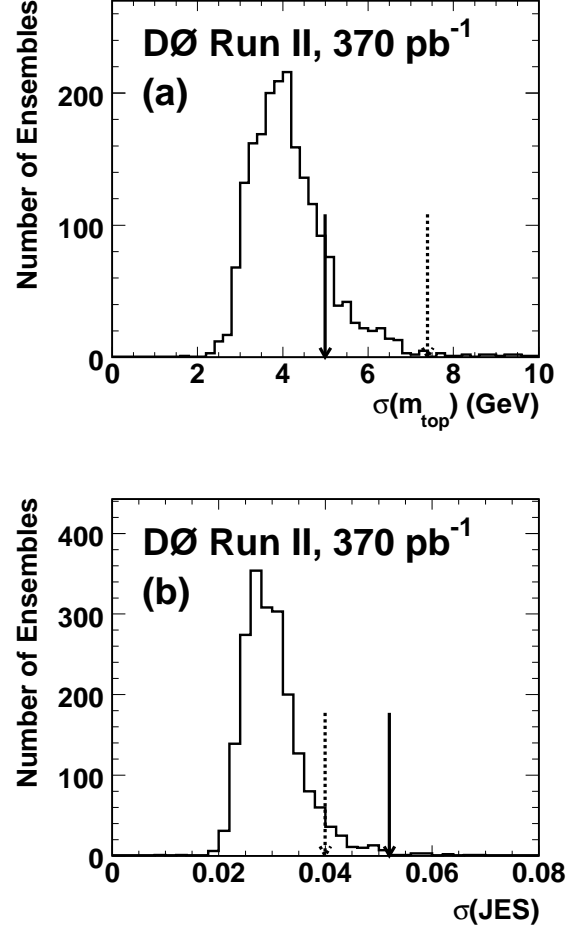 DØ Run II, 370 pb⁻¹
(a)
Number of Ensembles
200
100
0
0 2 4 6 8 10
σ(m_top) (GeV)
DØ Run II, 370 pb⁻¹
(b)
Number of Ensembles
400
300
200
100
0
0 0.02 0.04 0.06 0.08
σ(JES)